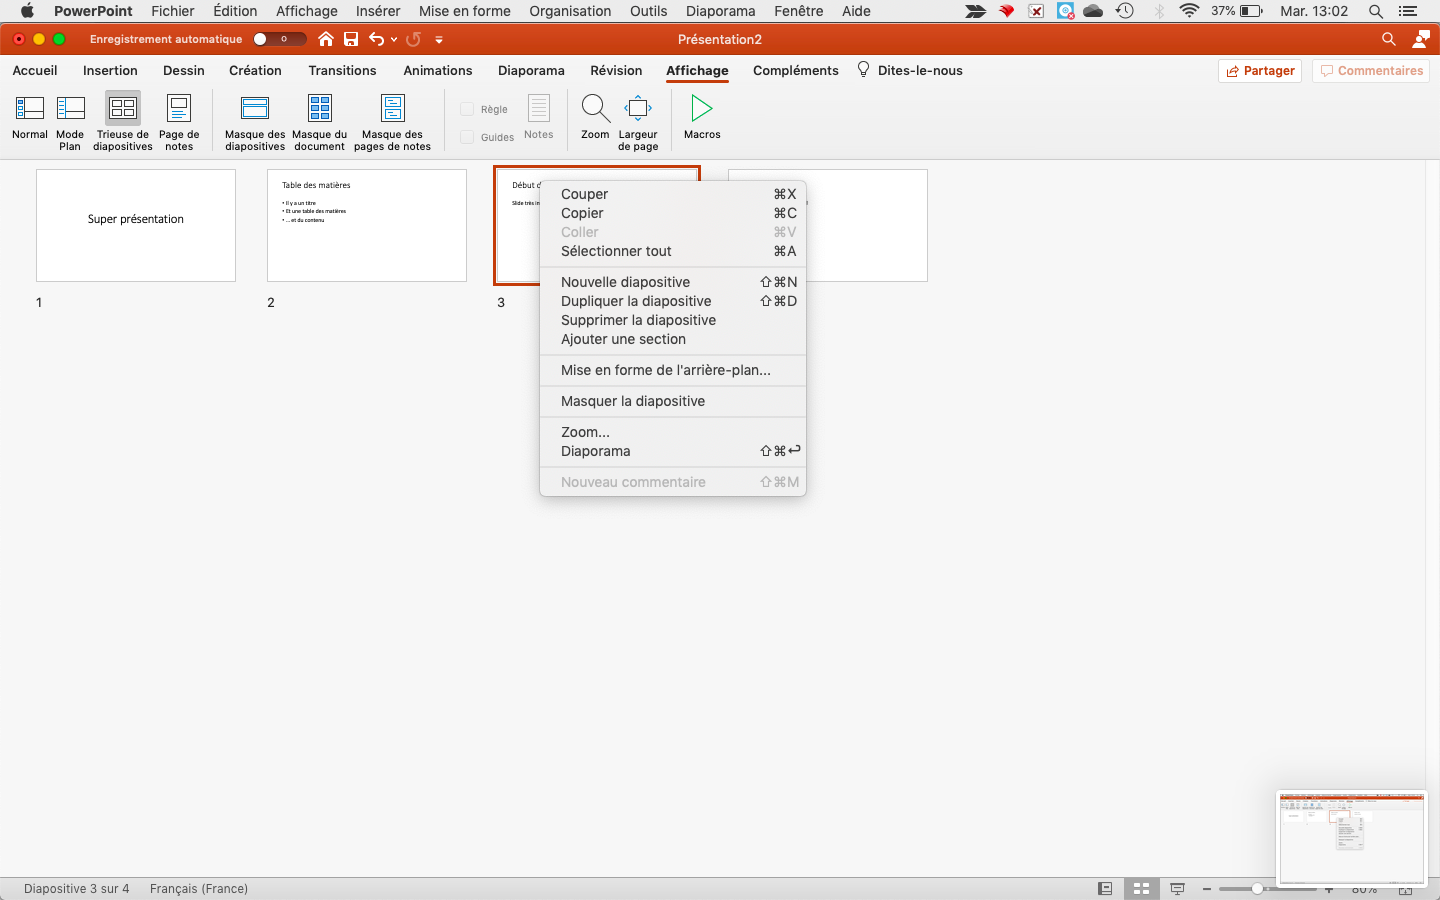 PowerPoint Fichier Édition Affichage Insérer Mise en forme Organisation Outils Diaporama Fenêtre Aide 37% Mar. 13:02
Enregistrement automatique Présentation2
Accueil Insertion Dessin Création Transitions Animations Diaporama Révision Affichage Compléments Dites-le-nous Partager Commentaires
Normal
Mode
Plan
Trieuse de
diapositives
Page de
notes
Masque des
diapositives
Masque du
document
Masque des
pages de notes
Règle
Guides
Notes
Zoom
Largeur
de page
Macros
Super présentation
1
Table des matières
• Il y a un titre
• Et une table des matières
• ... et du contenu
2
Début
Slide très
3
Couper ⌘X
Copier ⌘C
Coller ⌘V
Sélectionner tout ⌘A
Nouvelle diapositive ⇧⌘N
Dupliquer la diapositive ⇧⌘D
Supprimer la diapositive
Ajouter une section
Mise en forme de l'arrière-plan...
Masquer la diapositive
Zoom...
Diaporama ⇧⌘↩
Nouveau commentaire ⇧⌘M
Diapositive 3 sur 4 Français (France) 80%